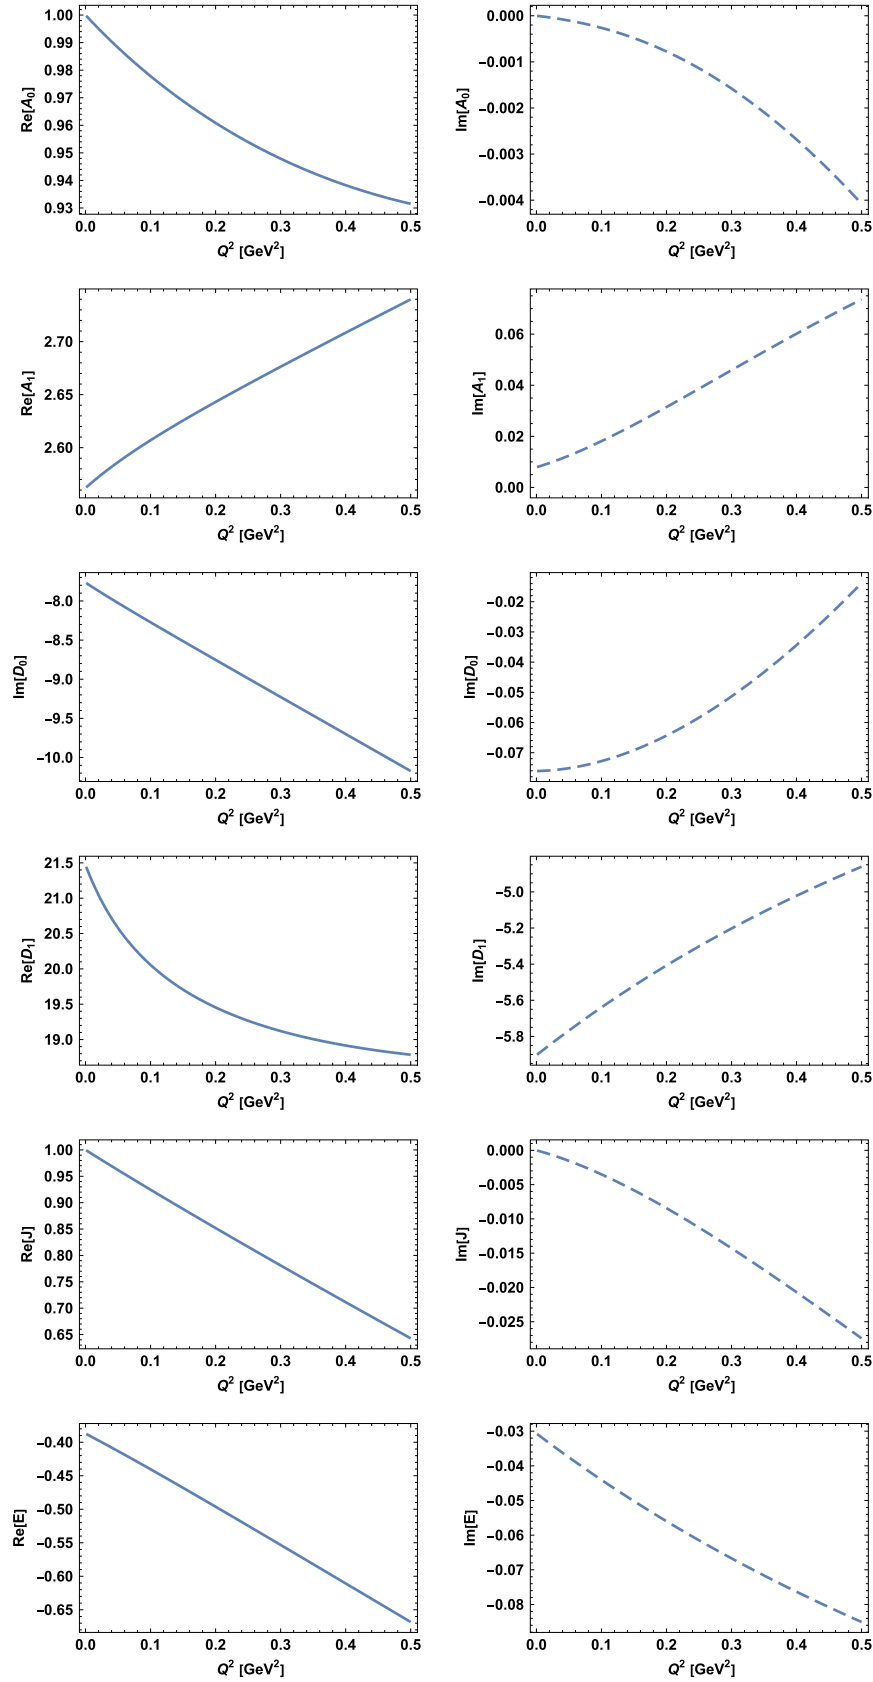 Re[A0]
1.00
0.99
0.98
0.97
0.96
0.95
0.94
0.93
0.0 0.1 0.2 0.3 0.4 0.5
Q² [GeV²]
Im[A0]
0.000
−0.001
−0.002
−0.003
−0.004
0.0 0.1 0.2 0.3 0.4 0.5
Q² [GeV²]
Re[A1]
2.70
2.65
2.60
0.0 0.1 0.2 0.3 0.4 0.5
Q² [GeV²]
Im[A1]
0.06
0.04
0.02
0.00
0.0 0.1 0.2 0.3 0.4 0.5
Q² [GeV²]
Im[D0]
−8.0
−8.5
−9.0
−9.5
−10.0
0.0 0.1 0.2 0.3 0.4 0.5
Q² [GeV²]
Im[D0]
−0.02
−0.03
−0.04
−0.05
−0.06
−0.07
0.0 0.1 0.2 0.3 0.4 0.5
Q² [GeV²]
Re[D1]
21.5
21.0
20.5
20.0
19.5
19.0
0.0 0.1 0.2 0.3 0.4 0.5
Q² [GeV²]
Im[D1]
−5.0
−5.2
−5.4
−5.6
−5.8
0.0 0.1 0.2 0.3 0.4 0.5
Q² [GeV²]
Re[J]
1.00
0.95
0.90
0.85
0.80
0.75
0.70
0.65
0.0 0.1 0.2 0.3 0.4 0.5
Q² [GeV²]
Im[J]
0.000
−0.005
−0.010
−0.015
−0.020
−0.025
0.0 0.1 0.2 0.3 0.4 0.5
Q² [GeV²]
Re[E]
−0.40
−0.45
−0.50
−0.55
−0.60
−0.65
0.0 0.1 0.2 0.3 0.4 0.5
Q² [GeV²]
Im[E]
−0.03
−0.04
−0.05
−0.06
−0.07
−0.08
0.0 0.1 0.2 0.3 0.4 0.5
Q² [GeV²]